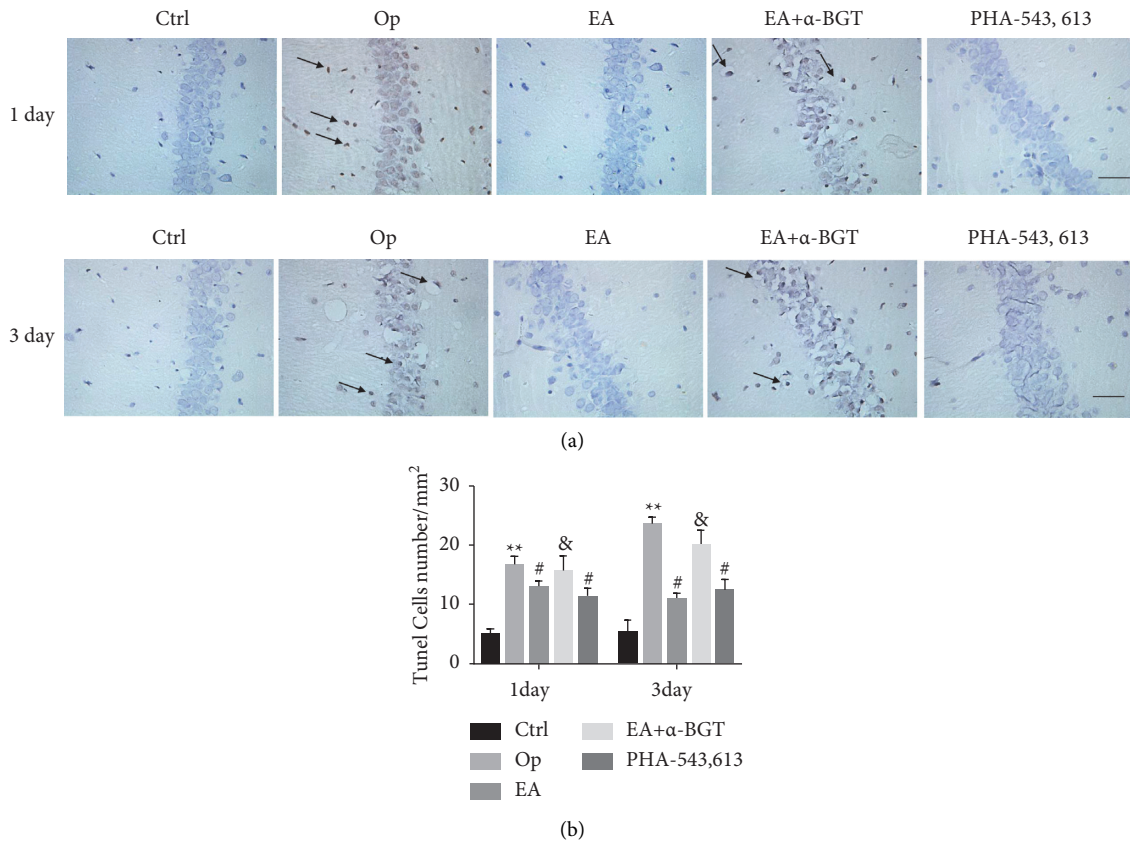 Ctrl Op EA EA+α-BGT PHA-543, 613
1 day
Ctrl Op EA EA+α-BGT PHA-543, 613
3 day
(a)
Tunel Cells number/mm²
30
20
10
0
** # & #
** # & #
1day 3day
Ctrl EA+α-BGT
Op PHA-543,613
EA
(b)